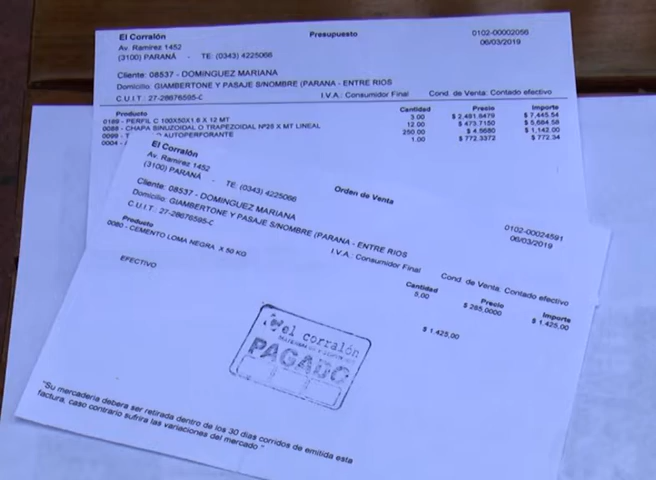 El Corralón
Presupuesto
0102-00002056
Av. Ramirez 1452
06/03/2019
(3100) PARANÁ - TE: (0343) 4225066
Cliente: 08537 - DOMINGUEZ MARIANA
Domicilio: GIAMBERTONE Y PASAJE S/NOMBRE (PARANA - ENTRE RIOS
C.U.I.T.: 27-28676595-C I.V.A.: Consumidor Final Cond. de Venta: Contado efectivo
Producto Cantidad Precio Importe
0189 - PERFIL C 100X50X1.6 X 12 MT 3.00 $ 2,481.8479 $ 7,445.54
0088 - CHAPA SINUZOIDAL O TRAPEZOIDAL Nº25 X MT LINEAL 12.00 $ 473.7150 $ 5,684.58
0099 - T AUTOPERFORANTE 250.00 $ 4.5680 $ 1,142.00
0004 - 1.00 $ 772.3372 $ 772.34
El Corralón
Orden de Venta
0102-00024591
Av. Ramirez 1452
06/03/2019
(3100) PARANÁ - TE: (0343) 4225066
Cliente: 08537 - DOMINGUEZ MARIANA
Domicilio: GIAMBERTONE Y PASAJE S/NOMBRE (PARANA - ENTRE RIOS
C.U.I.T.: 27-28676595-C I.V.A.: Consumidor Final Cond. de Venta: Contado efectivo
Producto Cantidad Precio Importe
0080 - CEMENTO LOMA NEGRA X 50 KG 5,00 $ 285,0000 $ 1.425,00
EFECTIVO $ 1.425,00
el corralón
PAGADO
"Su mercadería debera ser retirada dentro de los 30 dias corridos de emitida esta
factura, caso contrario sufrira las variaciones del mercado "